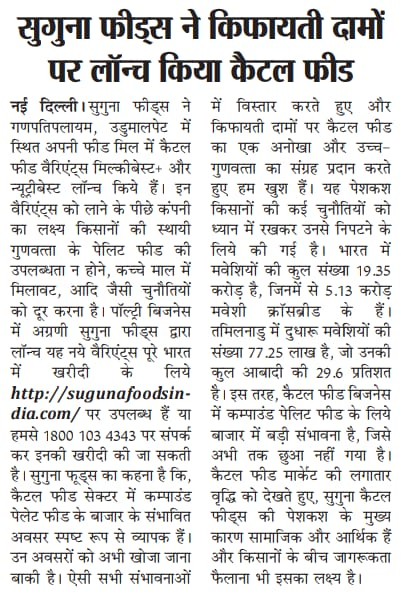 सुगुना फीड्स ने किफायती दामों
पर लॉन्च किया कैटल फीड
नई दिल्ली। सुगुना फीड्स ने
गणपतिपलायम, उडुमालपेट में
स्थित अपनी फीड मिल में कैटल
फीड वैरिएंट्स मिल्कीबेस्ट+ और
न्यूट्रीबेस्ट लॉन्च किये हैं। इन
वैरिएंट्स को लाने के पीछे कंपनी
का लक्ष्य किसानों की स्थायी
गुणवत्ता के पेलिट फीड की
उपलब्धता न होने, कच्चे माल में
मिलावट, आदि जैसी चुनौतियों
को दूर करना है। पॉल्ट्री बिजनेस
में अग्रणी सुगुना फीड्स द्वारा
लॉन्च यह नये वैरिएंट्स पूरे भारत
में खरीदी के लिये
http://sugunafoodsin-
dia.com/ पर उपलब्ध हैं या
हमसे 1800 103 4343 पर संपर्क
कर इनकी खरीदी की जा सकती
है। सुगुना फूड्स का कहना है कि,
कैटल फीड सेक्टर में कम्पाउंड
पेलेट फीड के बाजार के संभावित
अवसर स्पष्ट रूप से व्यापक हैं।
उन अवसरों को अभी खोजा जाना
बाकी है। ऐसी सभी संभावनाओं
में विस्तार करते हुए और
किफायती दामों पर कैटल फीड
का एक अनोखा और उच्च-
गुणवत्ता का संग्रह प्रदान करते
हुए हम खुश हैं। यह पेशकश
किसानों की कई चुनौतियों को
ध्यान में रखकर उनसे निपटने के
लिये की गई है। भारत में
मवेशियों की कुल संख्या 19.35
करोड़ है, जिनमें से 5.13 करोड़
मवेशी क्रॉसब्रीड के हैं।
तमिलनाडु में दुधारू मवेशियों की
संख्या 77.25 लाख है, जो उनकी
कुल आबादी की 29.6 प्रतिशत
है। इस तरह, कैटल फीड बिजनेस
में कम्पाउंड पेलिट फीड के लिये
बाजार में बड़ी संभावना है, जिसे
अभी तक छुआ नहीं गया है।
कैटल फीड मार्केट की लगातार
वृद्धि को देखते हुए, सुगुना कैटल
फीड्स की पेशकश के मुख्य
कारण सामाजिक और आर्थिक हैं
और किसानों के बीच जागरूकता
फैलाना भी इसका लक्ष्य है।